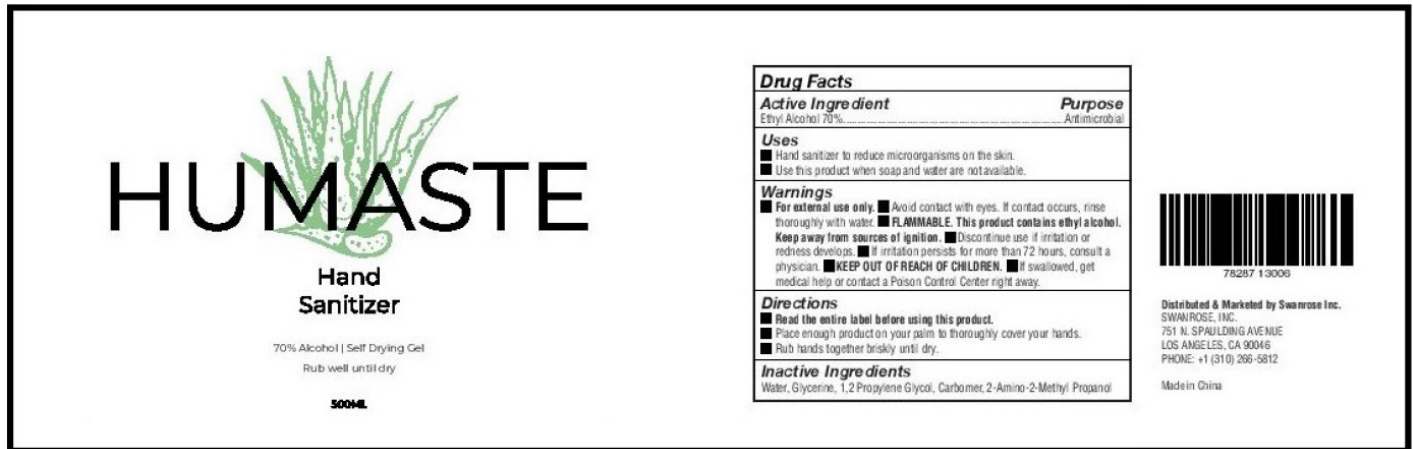 HUMASTE
Hand
Sanitizer
70% Alcohol | Self Drying Gel
Rub well until dry
500ML
Drug Facts
Active Ingredient Purpose
Ethyl Alcohol 70%..........Antimicrobial
Uses
■ Hand sanitizer to reduce microorganisms on the skin.
■ Use this product when soap and water are not available.
Warnings
■ For external use only. ■ Avoid contact with eyes. If contact occurs, rinse
thoroughly with water. ■ FLAMMABLE. This product contains ethyl alcohol.
Keep away from sources of ignition. ■ Discontinue use if irritation or
redness develops. ■ If irritation persists for more than 72 hours, consult a
physician. ■ KEEP OUT OF REACH OF CHILDREN. ■ If swallowed, get
medical help or contact a Poison Control Center right away.
Directions
■ Read the entire label before using this product.
■ Place enough product on your palm to thoroughly cover your hands.
■ Rub hands together briskly until dry.
Inactive Ingredients
Water, Glycerine, 1,2 Propylene Glycol, Carbomer, 2-Amino-2-Methyl Propanol
78287 13006
Distributed & Marketed by Swanrose Inc.
SWANROSE, INC.
751 N. SPAULDING AVENUE
LOS ANGELES, CA 90046
PHONE: +1 (310) 266-5812
Made in China